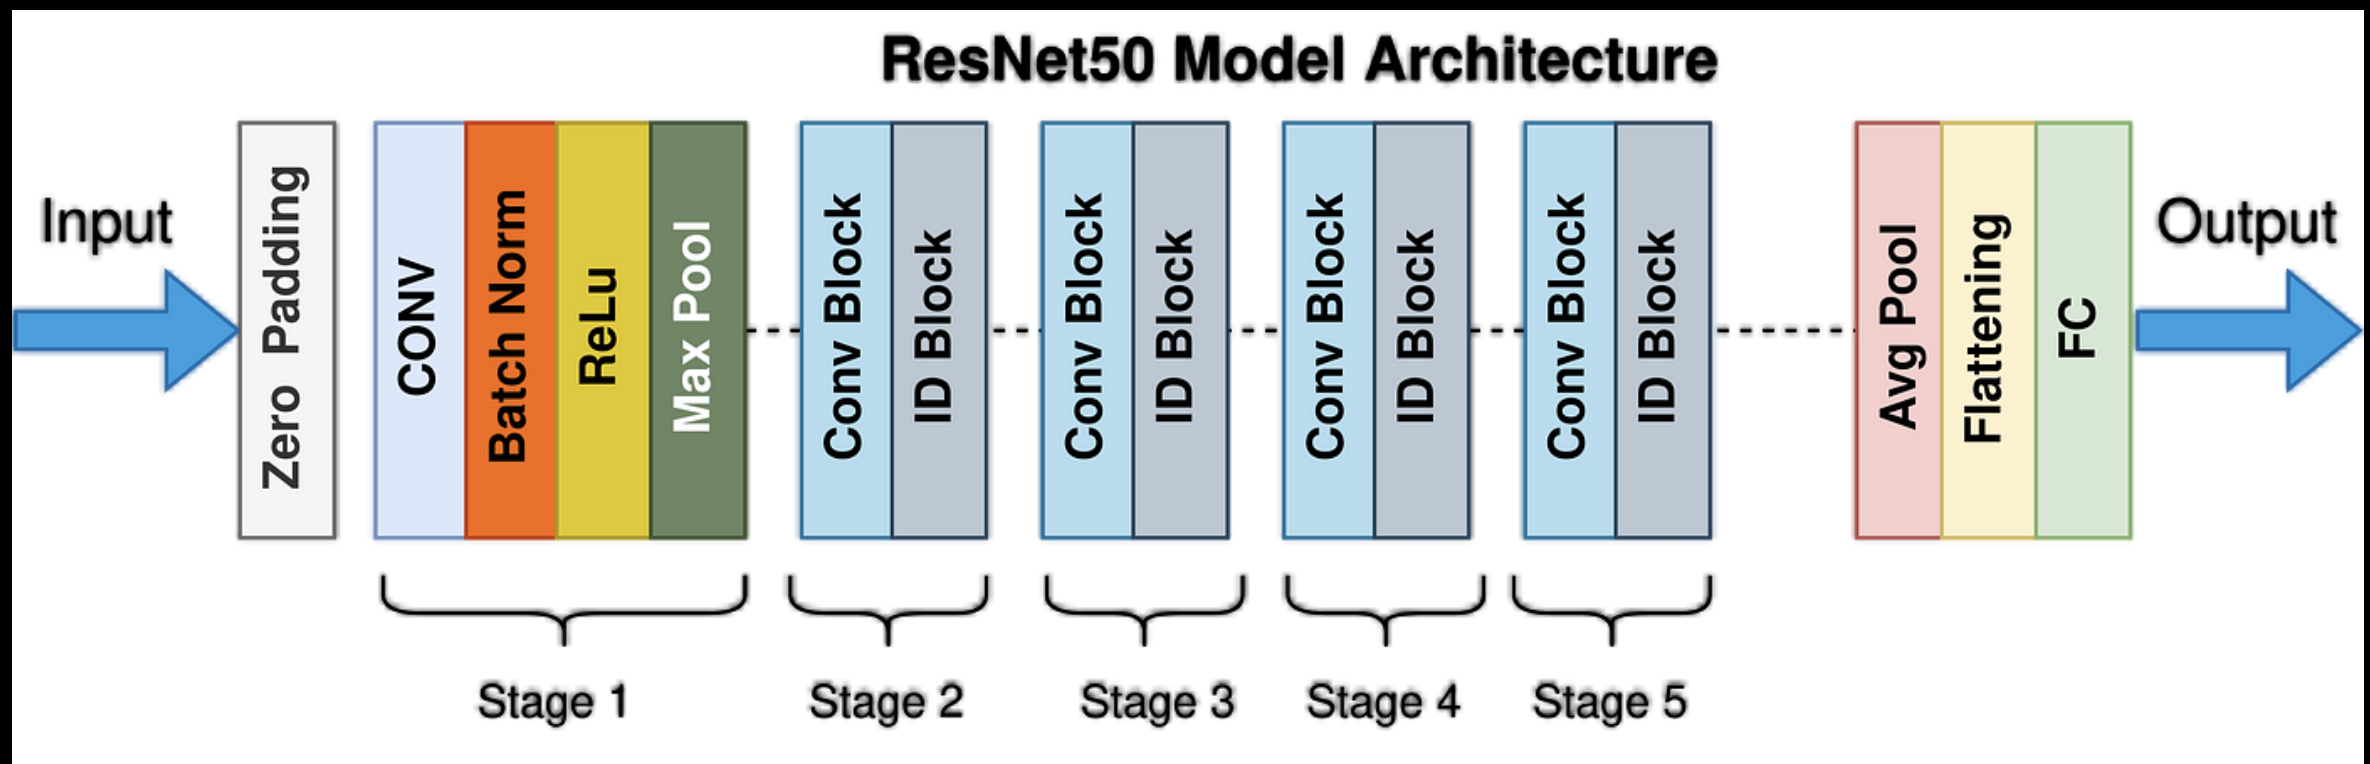 ResNet50 Model Architecture
Input
Zero Padding
CONV
Batch Norm
ReLu
Max Pool
Conv Block
ID Block
Conv Block
ID Block
Conv Block
ID Block
Conv Block
ID Block
Avg Pool
Flattening
FC
Output
Stage 1
Stage 2
Stage 3
Stage 4
Stage 5